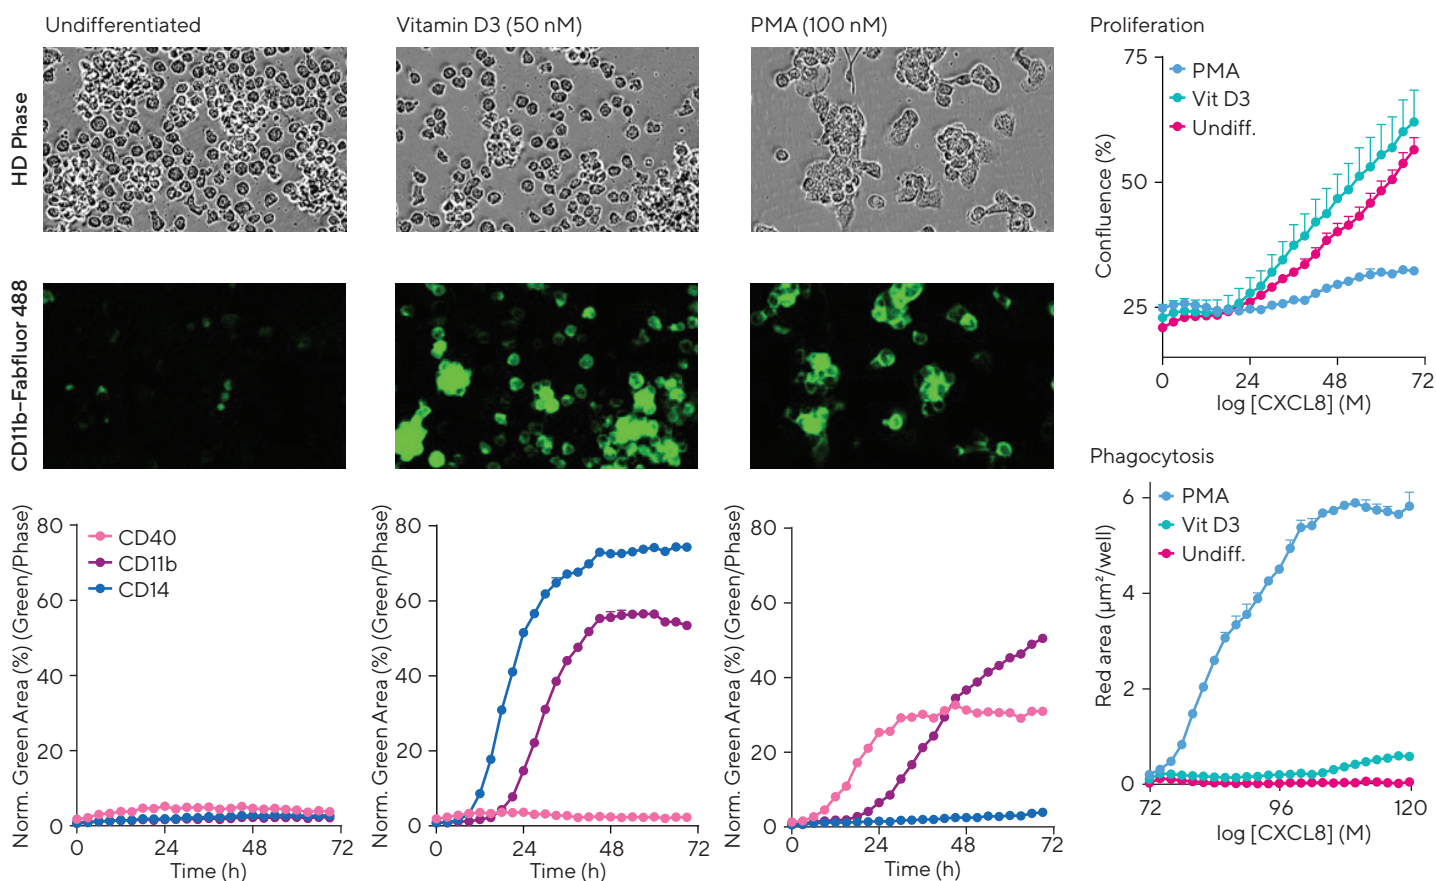 Undifferentiated
Vitamin D3 (50 nM)
PMA (100 nM)
HD Phase
CD11b–Fabfluor 488
Norm. Green Area (%) (Green/Phase)
80
60
40
20
0
CD40
CD11b
CD14
0 24 48 72
Time (h)
Norm. Green Area (%) (Green/Phase)
80
60
40
20
0
0 24 48 72
Time (h)
Norm. Green Area (%) (Green/Phase)
80
60
40
20
0
0 24 48 72
Time (h)
Proliferation
Confluence (%)
75
50
25
PMA
Vit D3
Undiff.
0 24 48 72
log [CXCL8] (M)
Phagocytosis
Red area (µm²/well)
6
4
2
0
PMA
Vit D3
Undiff.
72 96 120
log [CXCL8] (M)